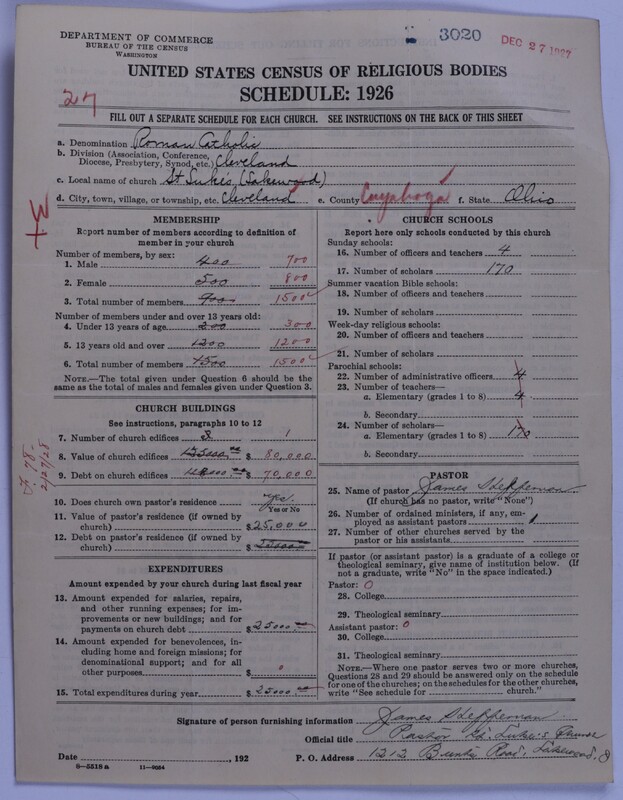 DEPARTMENT OF COMMERCE
BUREAU OF THE CENSUS
WASHINGTON
3020
DEC 27 1927
UNITED STATES CENSUS OF RELIGIOUS BODIES
SCHEDULE: 1926
27
FILL OUT A SEPARATE SCHEDULE FOR EACH CHURCH. SEE INSTRUCTIONS ON THE BACK OF THIS SHEET
a. Denomination Roman Catholic
b. Division (Association, Conference,
Diocese, Presbytery, Synod, etc.) Cleveland
c. Local name of church St Luke's (Lakewood)
d. City, town, village, or township, etc. Cleveland e. County Cuyahoga f. State Ohio
MEMBERSHIP
Report number of members according to definition of
member in your church
Number of members, by sex:
1. Male 400 700
2. Female 500 800
3. Total number of members 900 1500
Number of members under and over 13 years old:
4. Under 13 years of age 300
5. 13 years old and over 1200 1200
6. Total number of members 1500 1500
NOTE.—The total given under Question 6 should be the
same as the total of males and females given under Question 3.
CHURCH BUILDINGS
See instructions, paragraphs 10 to 12
7. Number of church edifices 3 1
8. Value of church edifices $ 80,000
9. Debt on church edifices $ 70,000
F. 78-
2/27/28
10. Does church own pastor's residence yes
Yes or No
11. Value of pastor's residence (if owned by
church) $25,000
12. Debt on pastor's residence (if owned by
church) $
EXPENDITURES
Amount expended by church during last fiscal year
13. Amount expended for salaries, repairs,
and other running expenses; for im-
provements or new buildings; and for
payments on church debt $25000
14. Amount expended for benevolences, in-
cluding home and foreign missions; for
denominational support; and for all
other purposes $ 0
15. Total expenditures during year $25000
CHURCH SCHOOLS
Report here only schools conducted by this church
Sunday schools:
16. Number of officers and teachers 4
17. Number of scholars 170
Summer vacation Bible schools:
18. Number of officers and teachers
19. Number of scholars
Week-day religious schools:
20. Number of officers and teachers
21. Number of scholars
Parochial schools:
22. Number of administrative officers 4
23. Number of teachers—
a. Elementary (grades 1 to 8) 4
b. Secondary
24. Number of scholars—
a. Elementary (grades 1 to 8) 170
b. Secondary
PASTOR
25. Name of pastor James Heffernan
(If church has no pastor, write "None")
26. Number of ordained ministers, if any, em-
ployed as assistant pastors 1
27. Number of other churches served by the
pastor or his assistants
If pastor (or assistant pastor) is a graduate of a college or
theological seminary, give name of institution below. (If
not a graduate, write "No" in the space indicated.)
Pastor: 0
28. College
29. Theological seminary
Assistant pastor: 0
30. College
31. Theological seminary
NOTE.—Where one pastor serves two or more churches,
Questions 28 and 29 should be answered only on the schedule
for one of the churches; on the schedules for the other churches,
write "See schedule for church."
Signature of person furnishing information James Heffernan
Official title Pastor St. Luke's Church
Date , 192 P. O. Address 1212 Bunts Road, Lakewood, O
8—5518a 11—9054